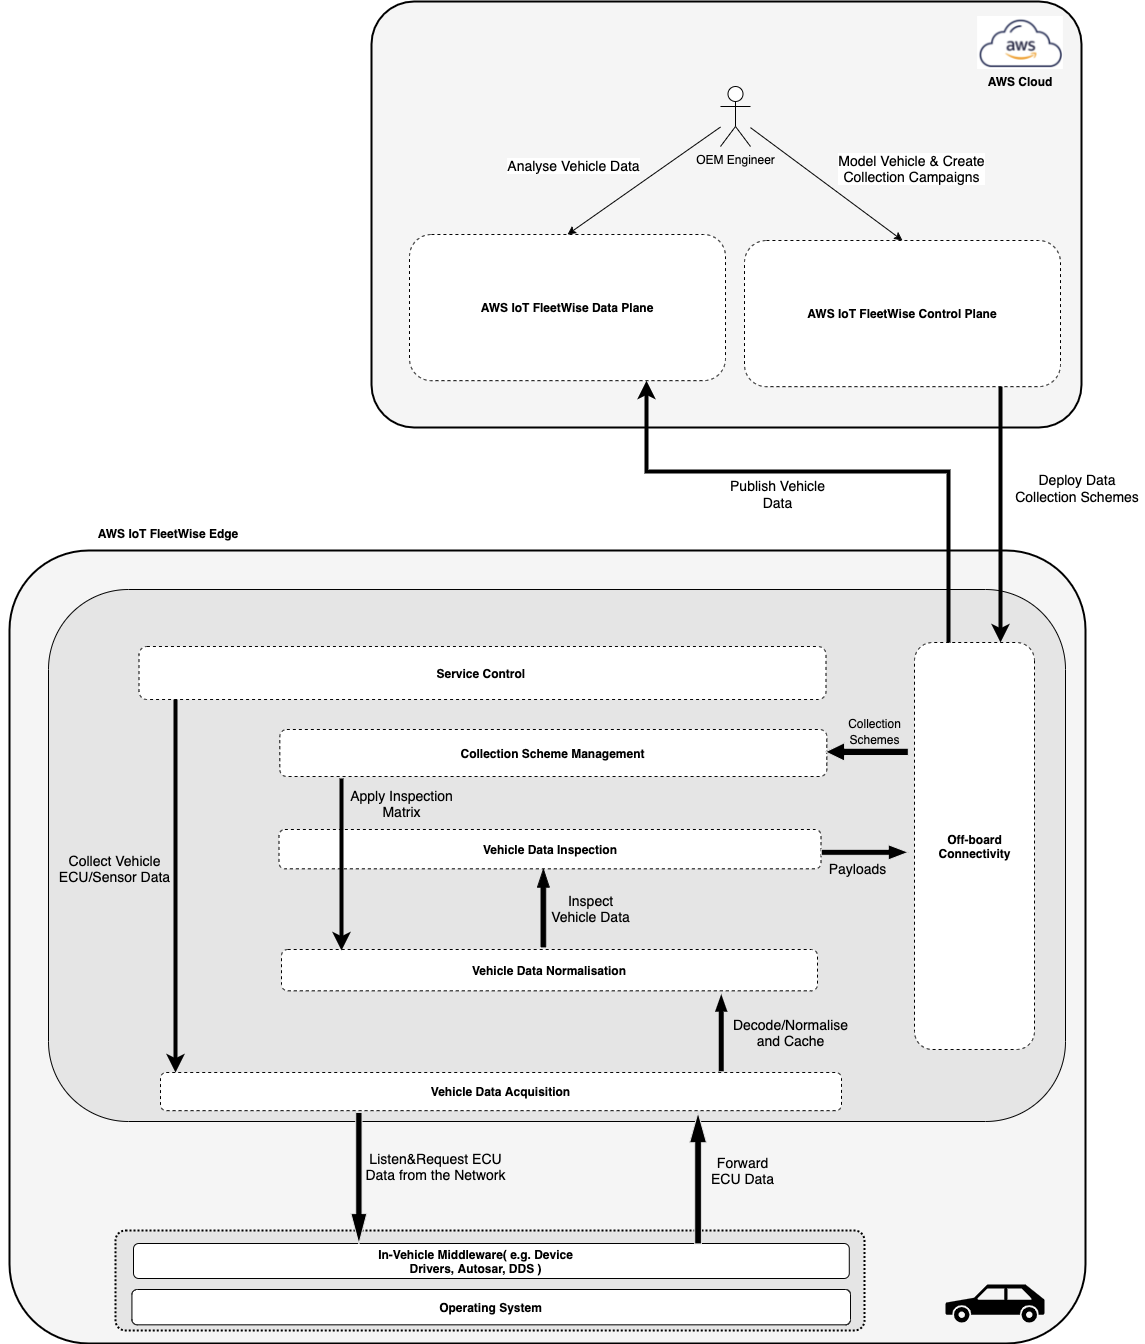 aws
AWS Cloud
OEM Engineer
Analyse Vehicle Data
Model Vehicle & Create
Collection Campaigns
AWS IoT FleetWise Data Plane
AWS IoT FleetWise Control Plane
Publish Vehicle
Data
Deploy Data
Collection Schemes
AWS IoT FleetWise Edge
Service Control
Collection
Schemes
Collection Scheme Management
Apply Inspection
Matrix
Vehicle Data Inspection
Payloads
Off-board
Connectivity
Collect Vehicle
ECU/Sensor Data
Inspect
Vehicle Data
Vehicle Data Normalisation
Decode/Normalise
and Cache
Vehicle Data Acquisition
Listen&Request ECU
Data from the Network
Forward
ECU Data
In-Vehicle Middleware( e.g. Device
Drivers, Autosar, DDS )
Operating System